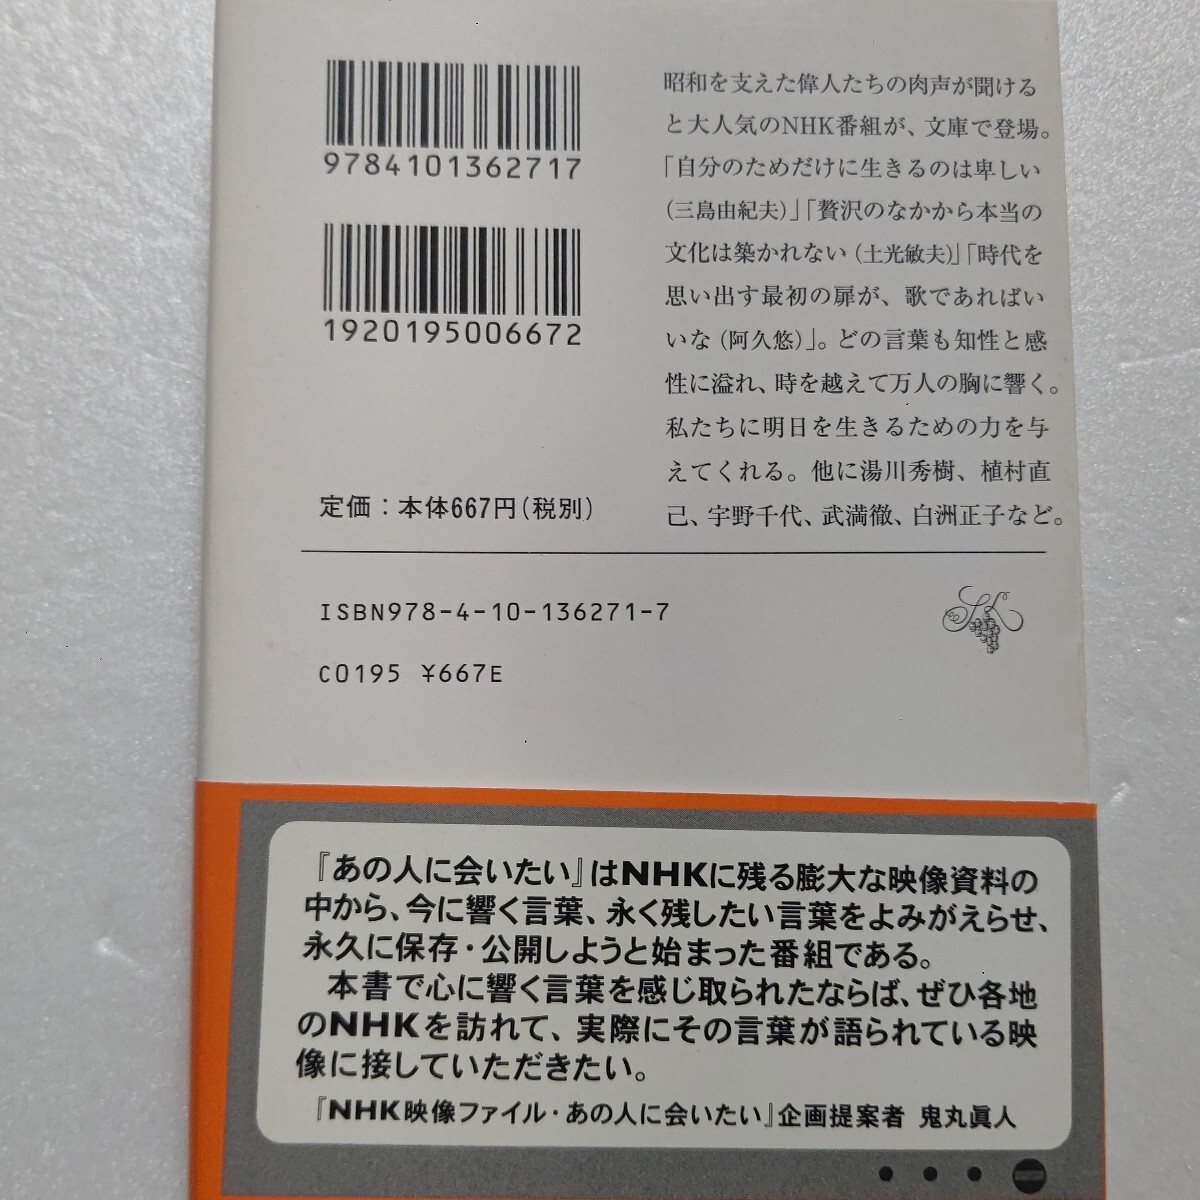 9784101362717
1920195006672
定価：本体667円（税別）
昭和を支えた偉人たちの肉声が聞ける
と大人気のNHK番組が、文庫で登場。
「自分のためだけに生きるのは卑しい
（三島由紀夫）」「贅沢のなかから本当の
文化は築かれない（土光敏夫）」「時代を
思い出す最初の扉が、歌であればい
いな（阿久悠）」。どの言葉も知性と感
性に溢れ、時を越えて万人の胸に響く。
私たちに明日を生きるための力を与
えてくれる。他に湯川秀樹、植村直
己、宇野千代、武満徹、白洲正子など。
ISBN978-4-10-136271-7
C0195 ¥667E
『あの人に会いたい』はNHKに残る膨大な映像資料の
中から、今に響く言葉、永く残したい言葉をよみがえらせ、
永久に保存・公開しようと始まった番組である。
本書で心に響く言葉を感じ取られたならば、ぜひ各地
のNHKを訪れて、実際にその言葉が語られている映
像に接していただきたい。
『NHK映像ファイル・あの人に会いたい』企画提案者 鬼丸眞人